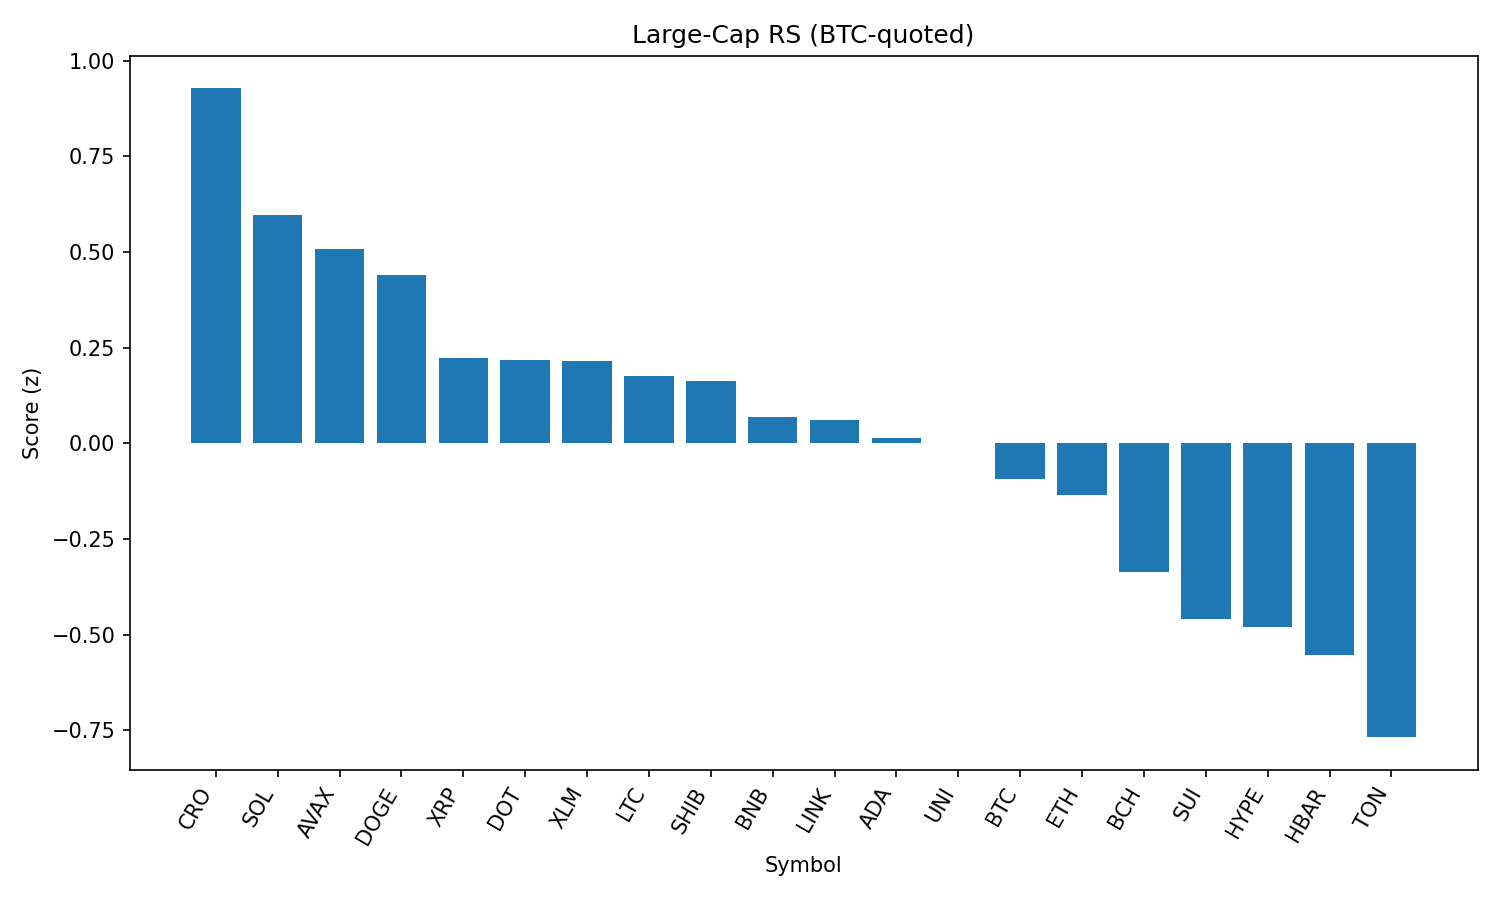 Large-Cap RS (BTC-quoted)
1.00
0.75
0.50
0.25
0.00
−0.25
−0.50
−0.75
Score (z)
CRO
SOL
AVAX
DOGE
XRP
DOT
XLM
LTC
SHIB
BNB
LINK
ADA
UNI
BTC
ETH
BCH
SUI
HYPE
HBAR
TON
Symbol